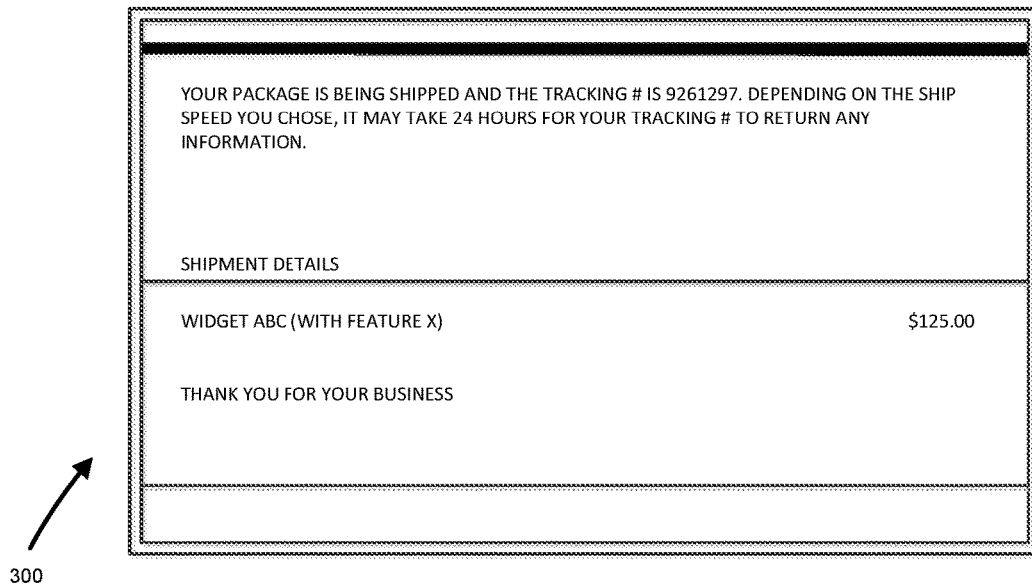 YOUR PACKAGE IS BEING SHIPPED AND THE TRACKING # IS 9261297. DEPENDING ON THE SHIP
SPEED YOU CHOSE, IT MAY TAKE 24 HOURS FOR YOUR TRACKING # TO RETURN ANY
INFORMATION.
SHIPMENT DETAILS
WIDGET ABC (WITH FEATURE X) $125.00
THANK YOU FOR YOUR BUSINESS
300